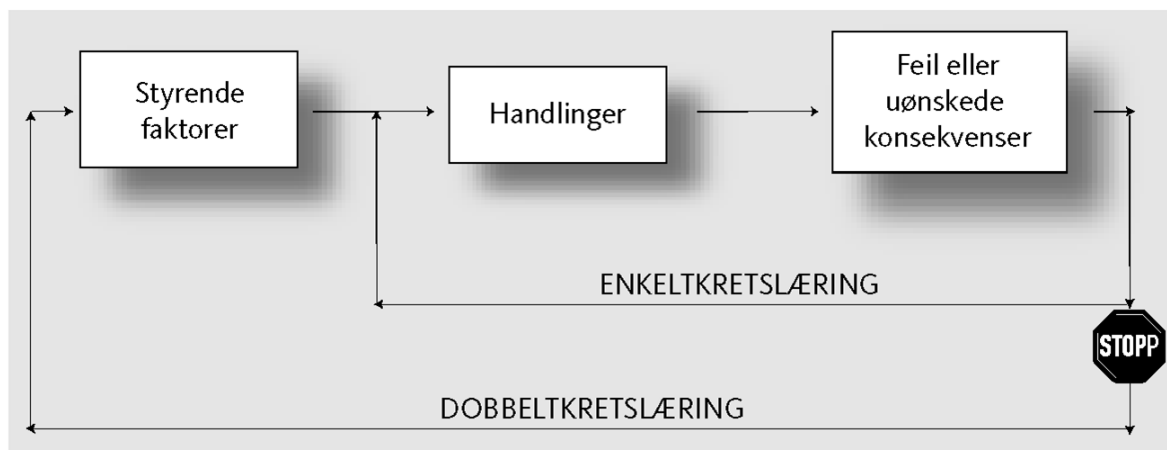 Styrende
faktorer
Handlinger
Feil eller
uønskede
konsekvenser
ENKELTKRETSLÆRING
STOPP
DOBBELTKRETSLÆRING